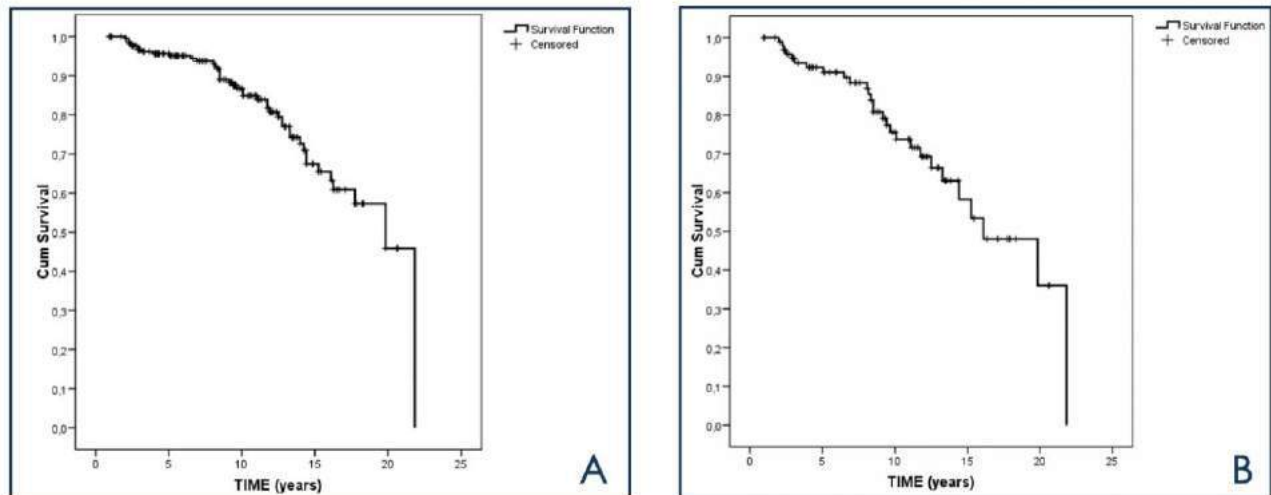 Survival Function
Censored
1,0
0,9
0,8
0,7
0,6
0,5
0,4
0,3
0,2
0,1
0,0
Cum Survival
0 5 10 15 20 25
TIME (years)
A
Survival Function
Censored
1,0
0,9
0,8
0,7
0,6
0,5
0,4
0,3
0,2
0,1
0,0
Cum Survival
0 5 10 15 20 25
TIME (years)
B